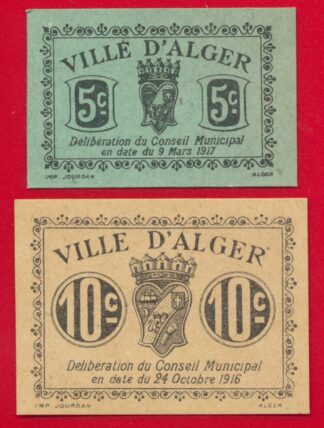 VILLE D'ALGER
5c 5c
Délibération du Conseil Municipal
en date du 9 Mars 1917
IMP. JOURDAN ALGER
VILLE D'ALGER
10c 10c
Délibération du Conseil Municipal
en date du 24 Octobre 1916
IMP. JOURDAN ALGER